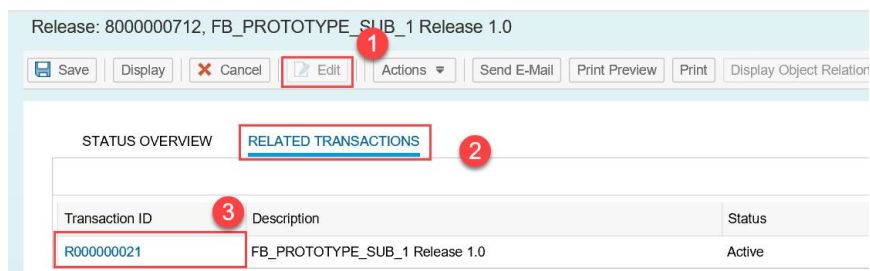 Release: 8000000712, FB_PROTOTYPE_SUB_1 Release 1.0
1
Save Display Cancel Edit Actions Send E-Mail Print Preview Print Display Object Relation
STATUS OVERVIEW RELATED TRANSACTIONS
2
Transaction ID 3 Description Status
R000000021 FB_PROTOTYPE_SUB_1 Release 1.0 Active